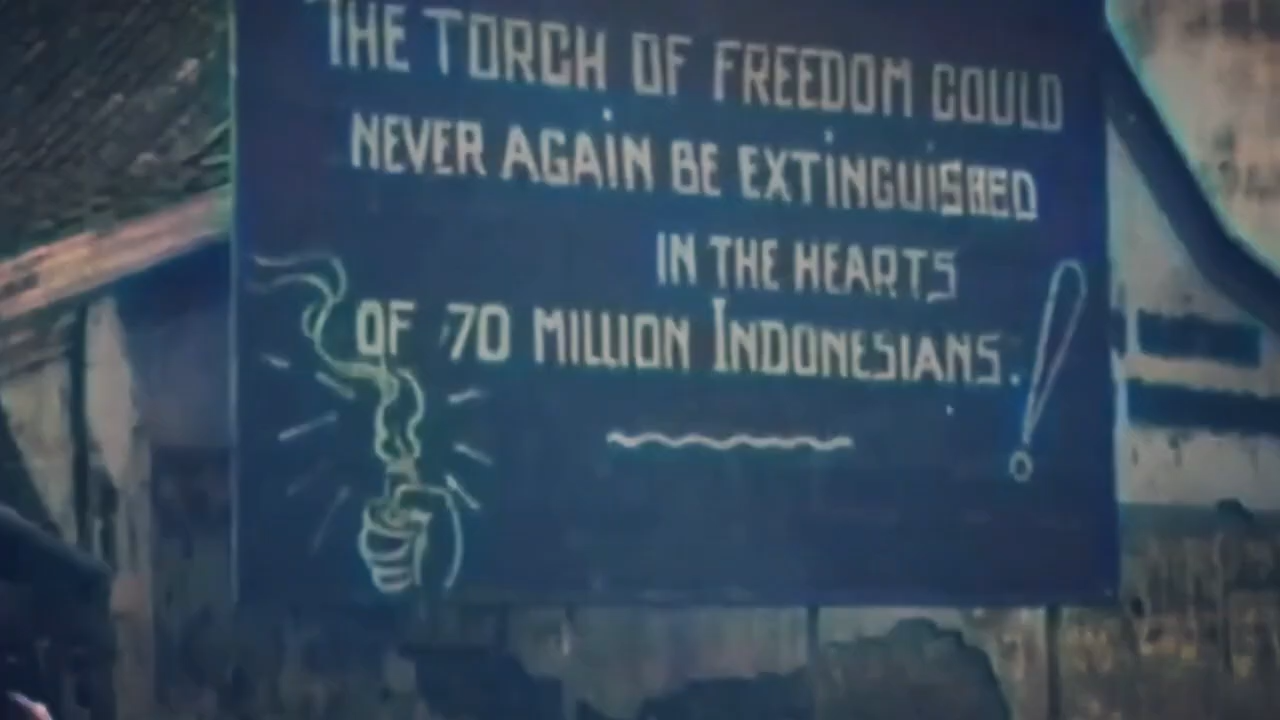 THE TORCH OF FREEDOM COULD
NEVER AGAiN BE EXTiNGUiSHED
IN THE HEARTS
OF 70 MILLION INDONESIANS.!